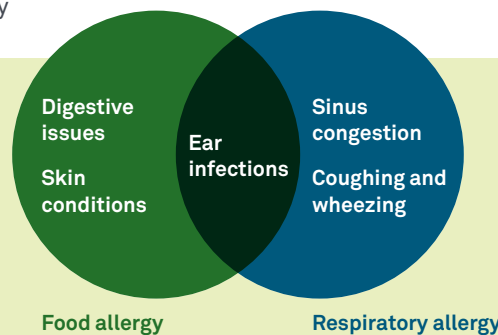 y
Digestive
issues
Skin
conditions
Ear
infections
Sinus
congestion
Coughing and
wheezing
Food allergy
Respiratory allergy